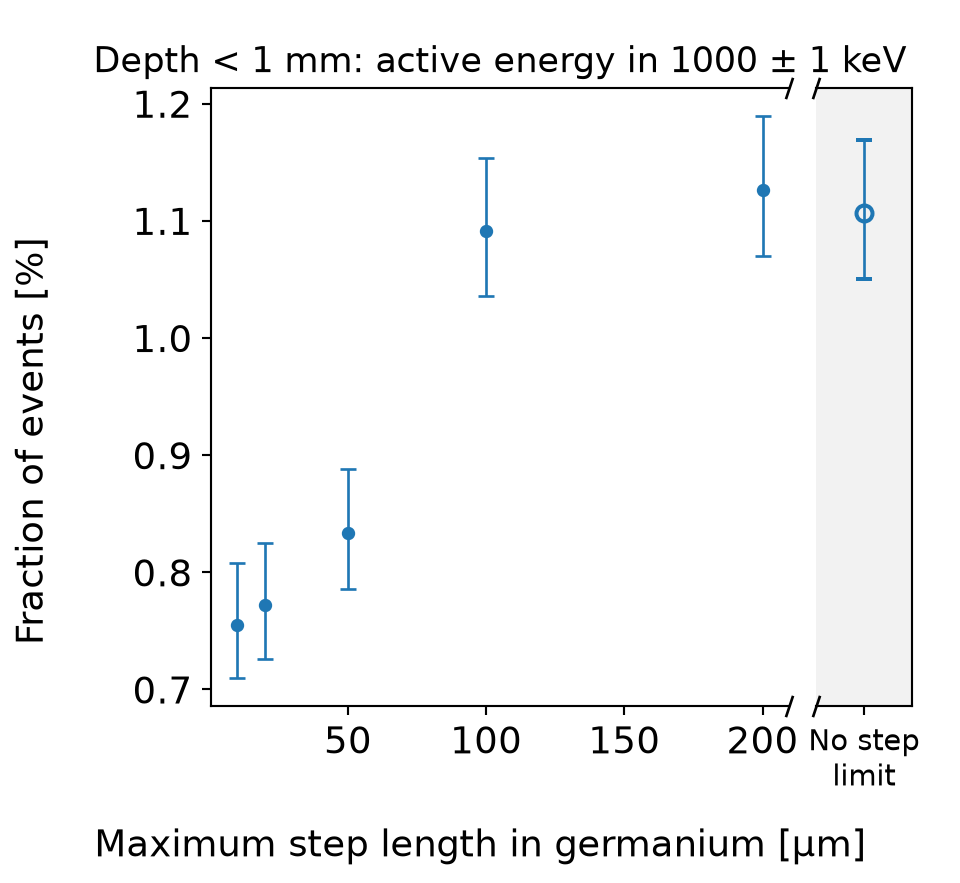 Depth < 1 mm: active energy in 1000 ± 1 keV
Fraction of events [%]
1.2
1.1
1.0
0.9
0.8
0.7
50 100 150 200 No step
limit
Maximum step length in germanium [μm]